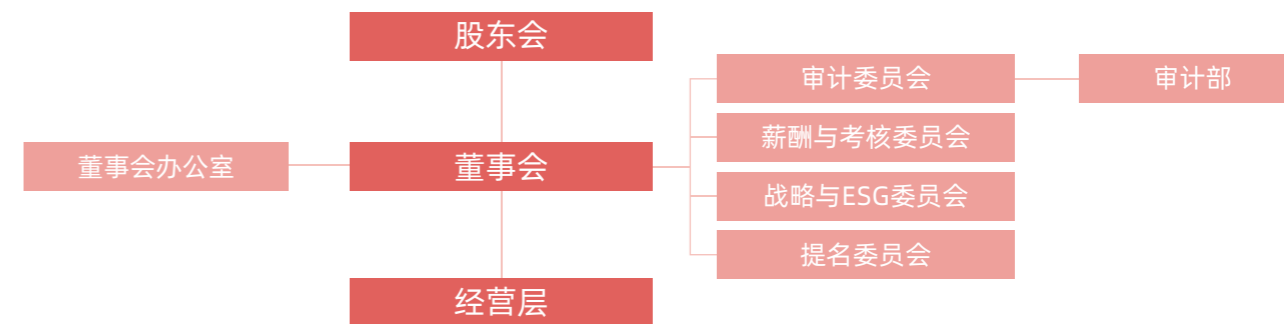 股东会
董事会办公室
董事会
经营层
审计委员会
薪酬与考核委员会
战略与ESG委员会
提名委员会
审计部